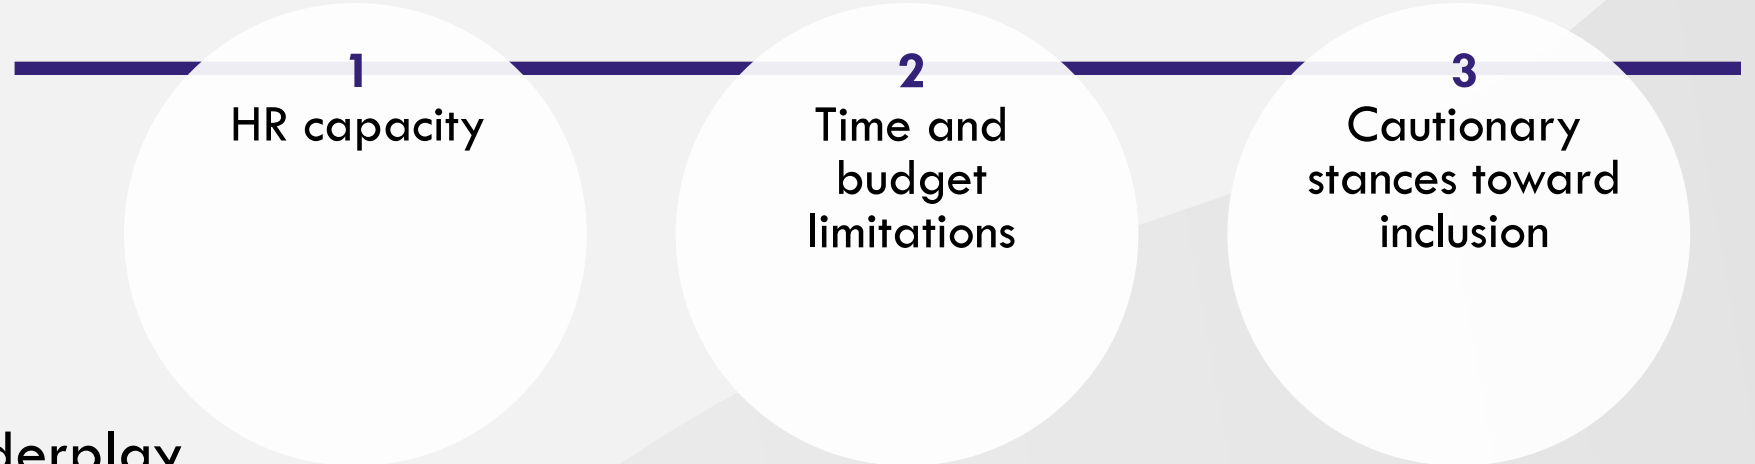 1
HR capacity
2
Time and
budget
limitations
3
Cautionary
stances toward
inclusion